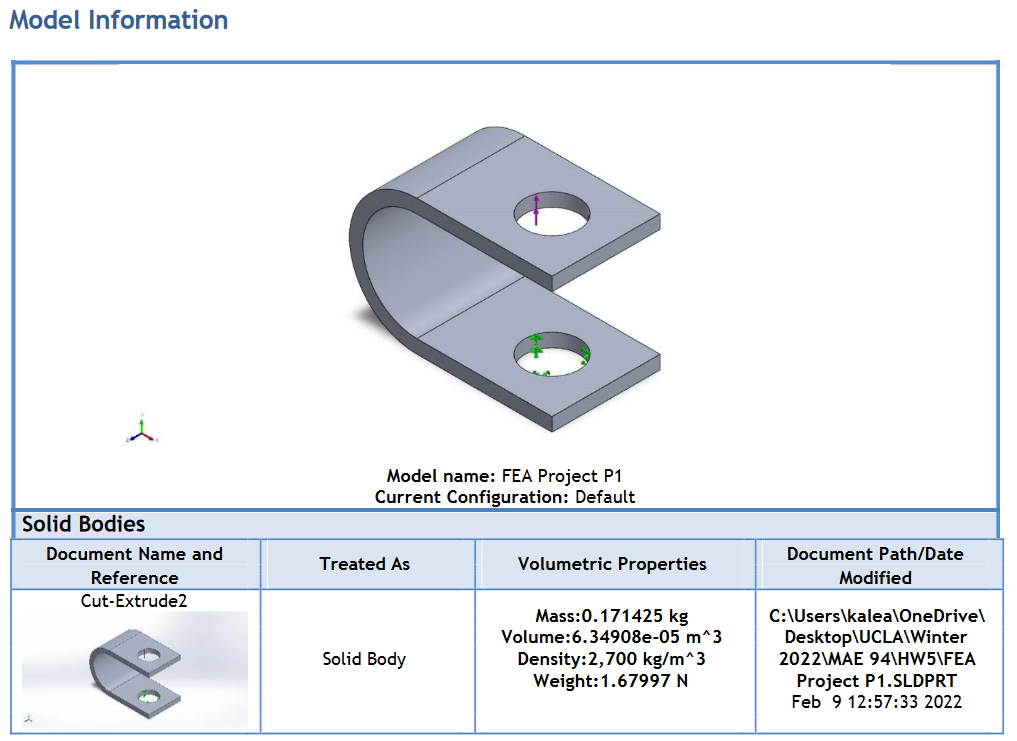 Model Information
Model name: FEA Project P1
Current Configuration: Default
Solid Bodies
Document Name and
Reference
Treated As
Volumetric Properties
Document Path/Date
Modified
Cut-Extrude2
Solid Body
Mass:0.171425 kg
Volume:6.34908e-05 m^3
Density:2,700 kg/m^3
Weight:1.67997 N
C:\Users\kalea\OneDrive\
Desktop\UCLA\Winter
2022\MAE 94\HW5\FEA
Project P1.SLDPRT
Feb  9 12:57:33 2022